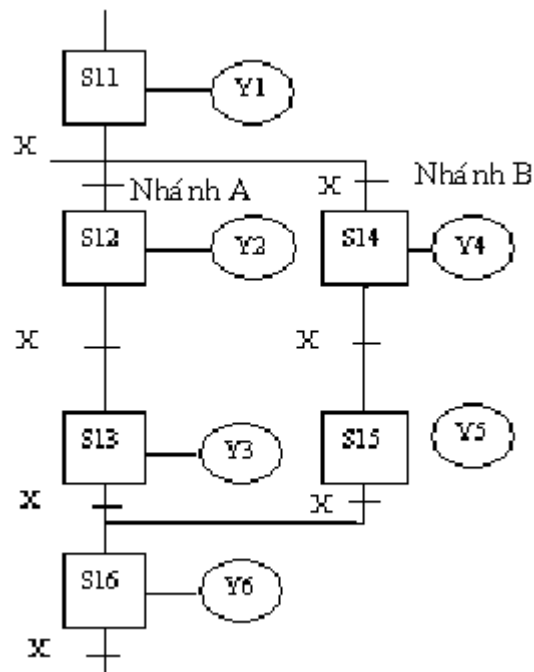 S11 Y1
X
Nhánh A X Nhánh B
S12 Y2 S14 Y4
X X
S13 Y3 S15 Y5
X X
S16 Y6
X